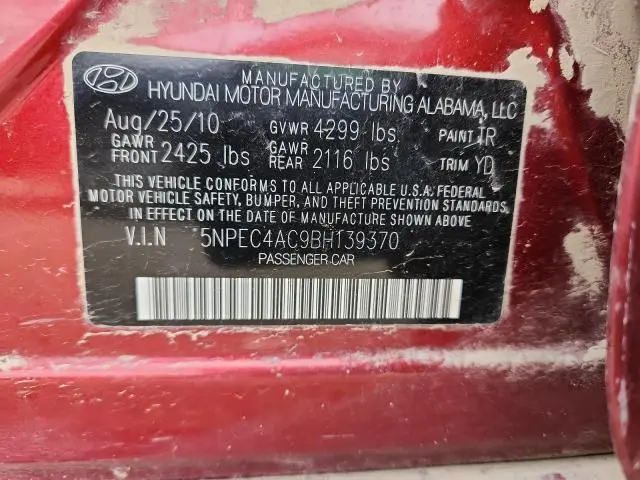 MANUFACTURED BY
HYUNDAI MOTOR MANUFACTURING ALABAMA, LLC
Aug/25/10 GVWR 4299 lbs PAINT TR
GAWR FRONT 2425 lbs GAWR REAR 2116 lbs TRIM YD
THIS VEHICLE CONFORMS TO ALL APPLICABLE U.S.A. FEDERAL
MOTOR VEHICLE SAFETY, BUMPER, AND THEFT PREVENTION STANDARDS
IN EFFECT ON THE DATE OF MANUFACTURE SHOWN ABOVE.
V.I.N 5NPEC4AC9BH139370
PASSENGER CAR